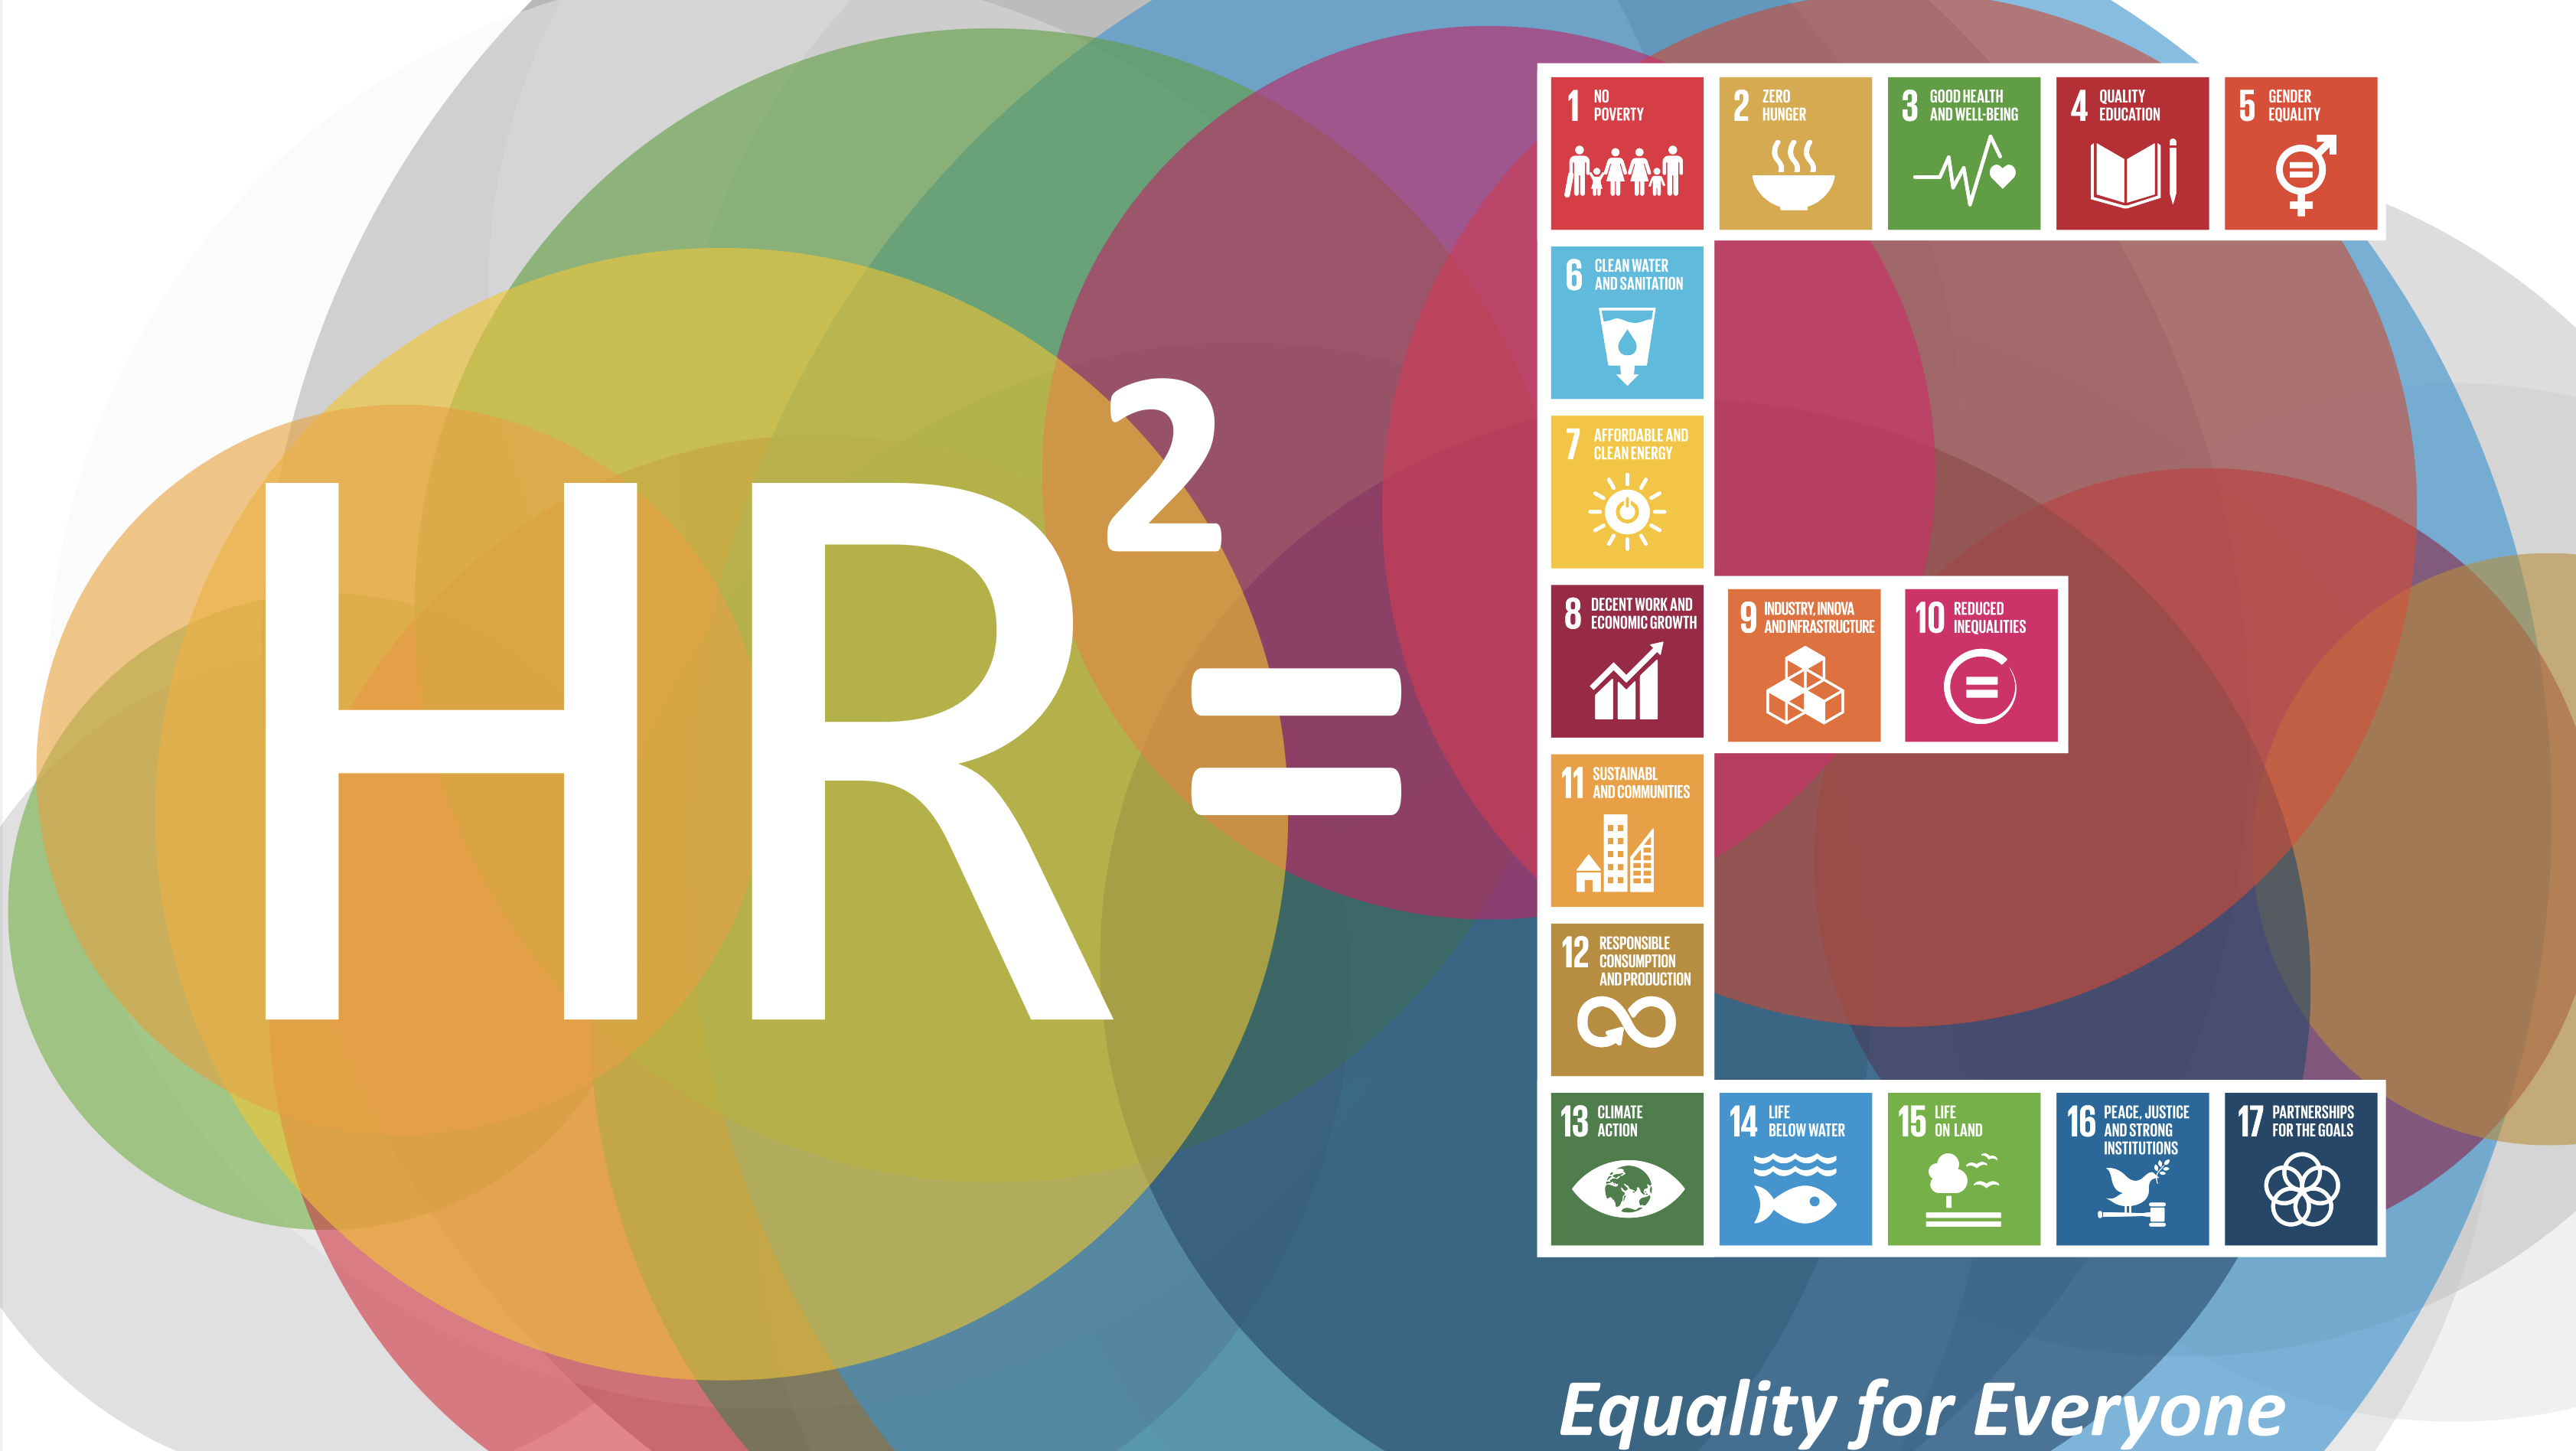 HR²=
1 NO
POVERTY
2 ZERO
HUNGER
3 GOOD HEALTH
AND WELL-BEING
4 QUALITY
EDUCATION
5 GENDER
EQUALITY
6 CLEAN WATER
AND SANITATION
7 AFFORDABLE AND
CLEAN ENERGY
8 DECENT WORK AND
ECONOMIC GROWTH
9 INDUSTRY, INNOVA
AND INFRASTRUCTURE
10 REDUCED
INEQUALITIES
11 SUSTAINABL
AND COMMUNITIES
12 RESPONSIBLE
CONSUMPTION
AND PRODUCTION
13 CLIMATE
ACTION
14 LIFE
BELOW WATER
15 LIFE
ON LAND
16 PEACE, JUSTICE
AND STRONG
INSTITUTIONS
17 PARTNERSHIPS
FOR THE GOALS
Equality for Everyone